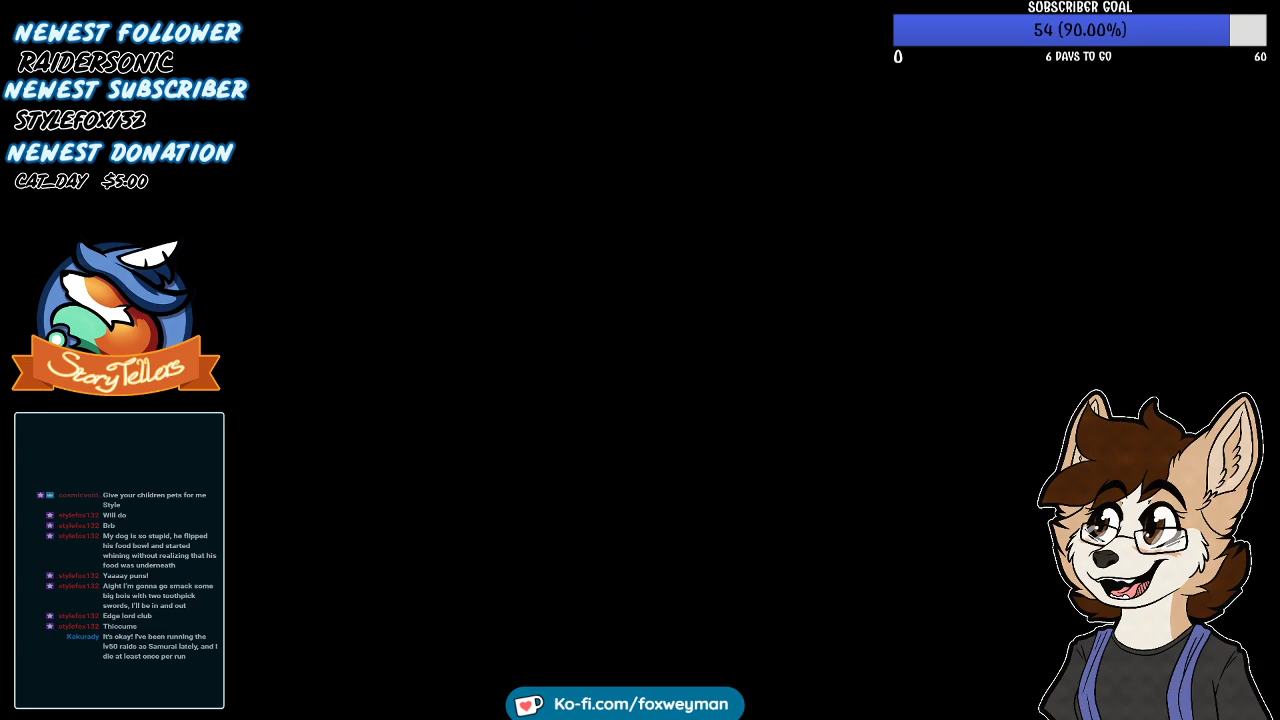 NEWEST FOLLOWER
RAIDERSONIC
NEWEST SUBSCRIBER
STYLEFOX132
NEWEST DONATION
CAT_DAY $5.00
SUBSCRIBER GOAL
54 (90.00%)
0 6 DAYS TO GO 60
StoryTellers
Give your children pets for me
Style
stylefox132 Will do
stylefox132 Brb
stylefox132 My dog is so stupid, he flipped
his food bowl and started
whining without realizing that his
food was underneath
stylefox132 Yaaaay puns!
stylefox132 Aight I'm gonna go smack some
big bois with two toothpick
swords, I'll be in and out
stylefox132 Edge lord club
stylefox132 Thiccums
Kakurady It's okay! I've been running the
lv50 raids as Samurai lately, and I
die at least once per run
Ko-fi.com/foxweyman